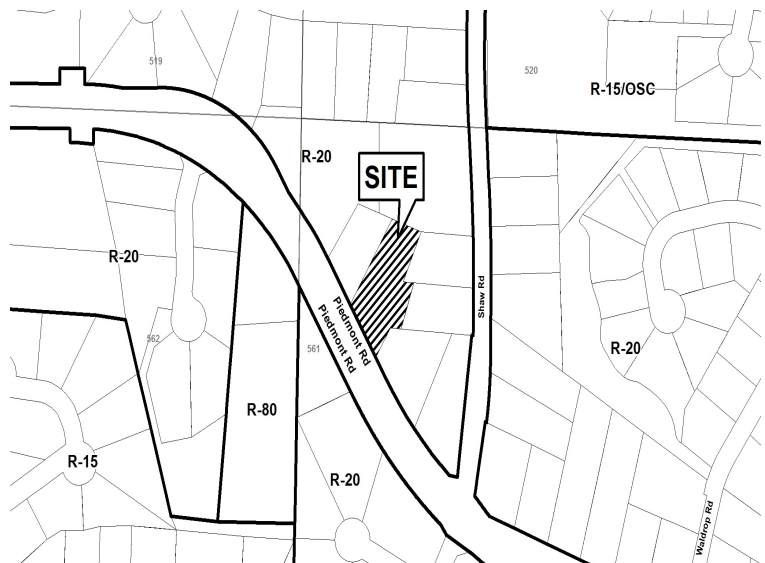 519
520
R-15/OSC
R-20
SITE
R-20
Shaw Rd
Piedmont Rd
Piedmont Rd
562
561
R-20
R-80
R-15
R-20
Waldrop Rd